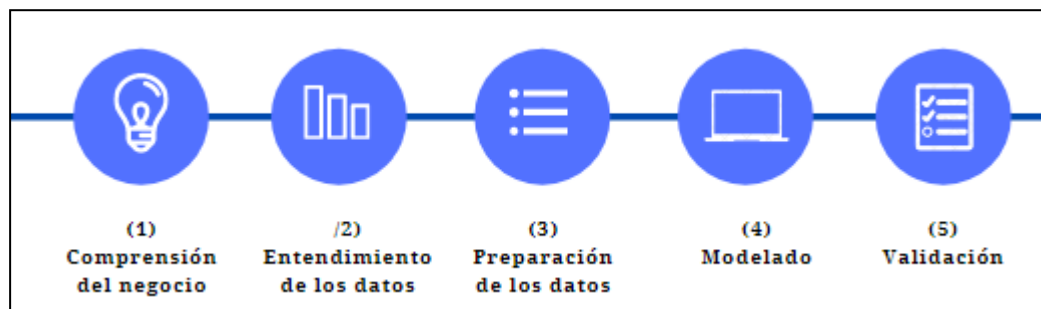 (1)
Comprensión
del negocio
/2)
Entendimiento
de los datos
(3)
Preparación
de los datos
(4)
Modelado
(5)
Validación